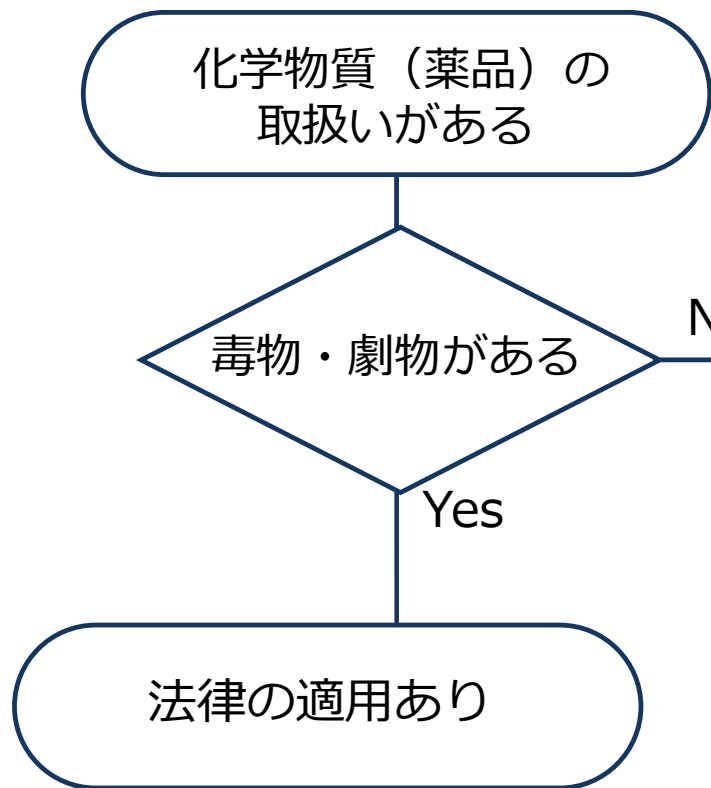 化学物質（薬品）の
取扱いがある
毒物・劇物がある
Yes
法律の適用あり